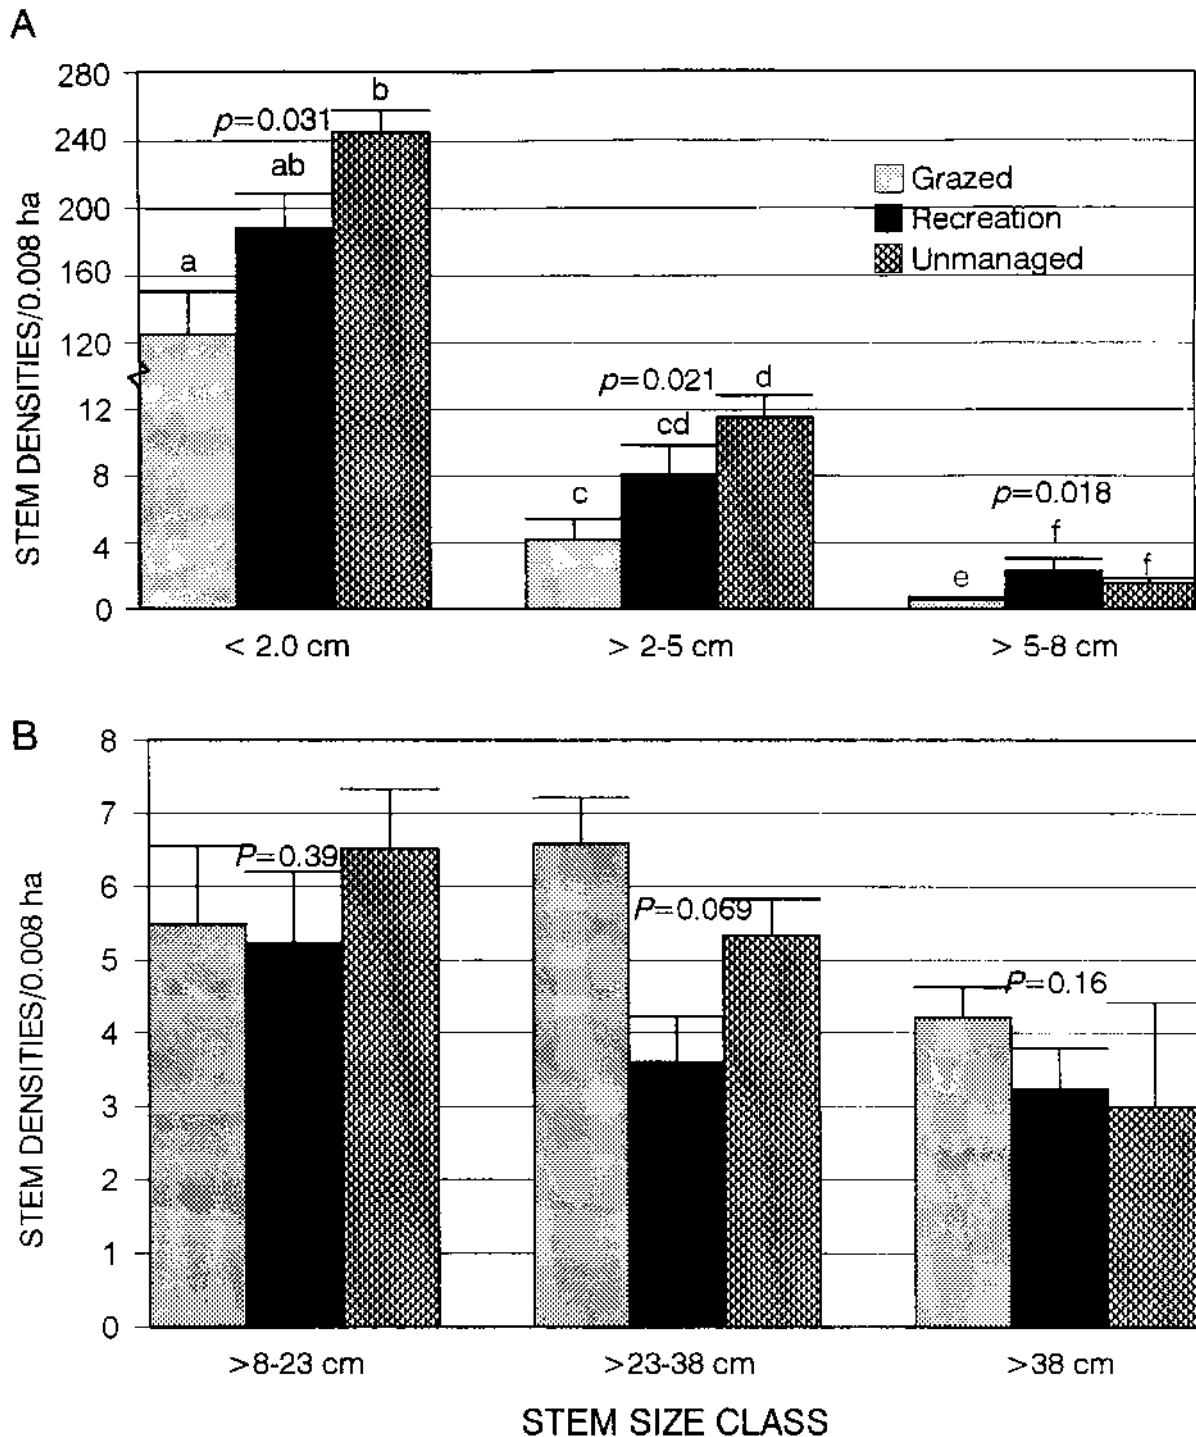 A
STEM DENSITIES/0.008 ha
280
240
200
160
120
12
8
4
0
p=0.031
a
ab
b
p=0.021
c
cd
d
p=0.018
e
f
f
Grazed
Recreation
Unmanaged
< 2.0 cm
> 2-5 cm
> 5-8 cm
B
STEM DENSITIES/0.008 ha
8
7
6
5
4
3
2
1
0
P=0.39
P=0.069
P=0.16
>8-23 cm
>23-38 cm
>38 cm
STEM SIZE CLASS